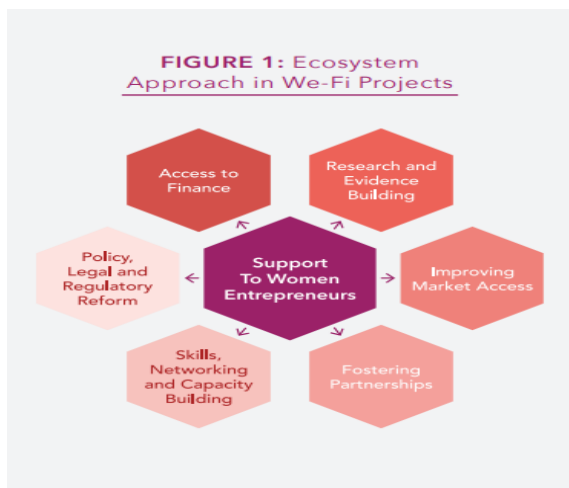 FIGURE 1: Ecosystem
Approach in We-Fi Projects
Access to
Finance
Research and
Evidence
Building
Policy,
Legal and
Regulatory
Reform
Support
To Women
Entrepreneurs
Improving
Market Access
Skills,
Networking
and Capacity
Building
Fostering
Partnerships